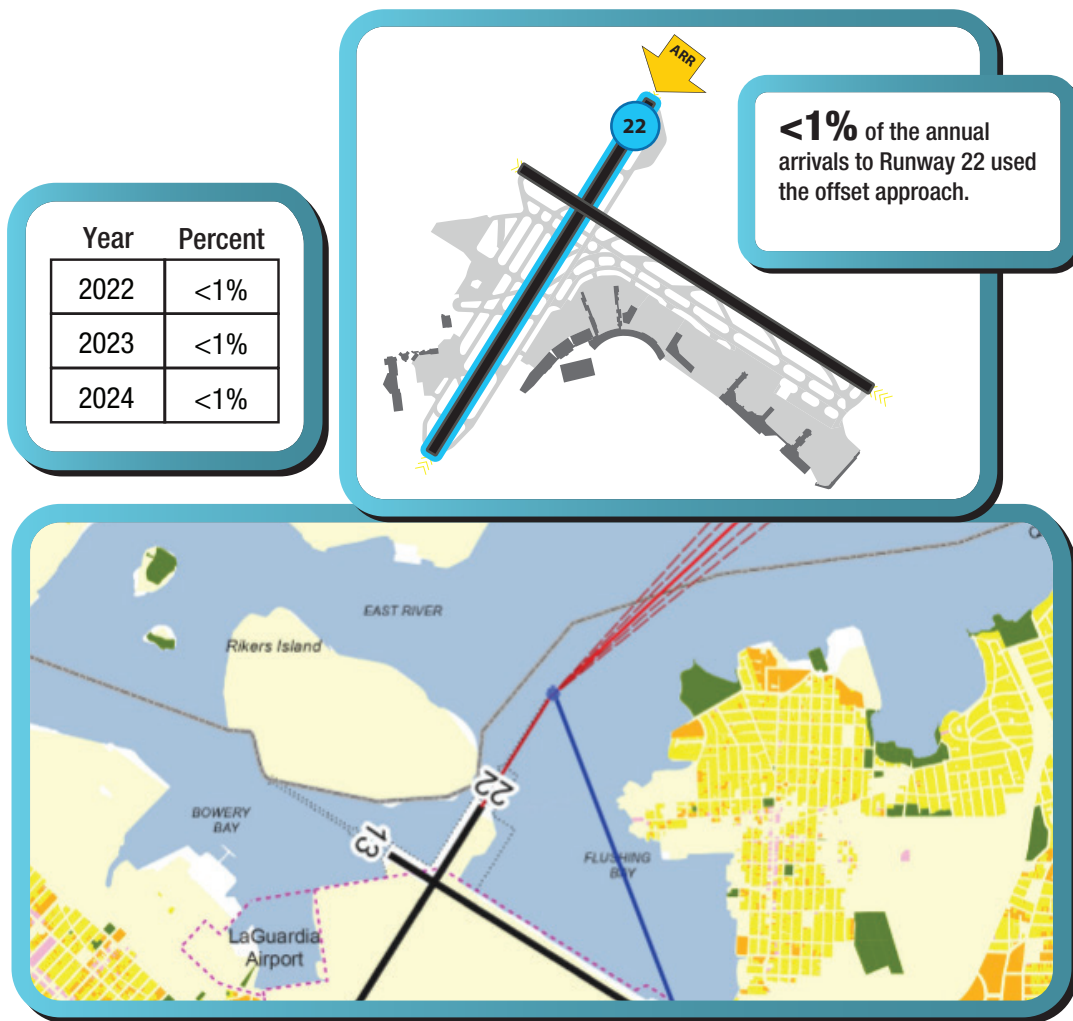 ARR
22
<1% of the annual
arrivals to Runway 22 used
the offset approach.
Year Percent
2022 <1%
2023 <1%
2024 <1%
EAST RIVER
Rikers Island
22
BOWERY
BAY
13
FLUSHING
BAY
LaGuardia
Airport